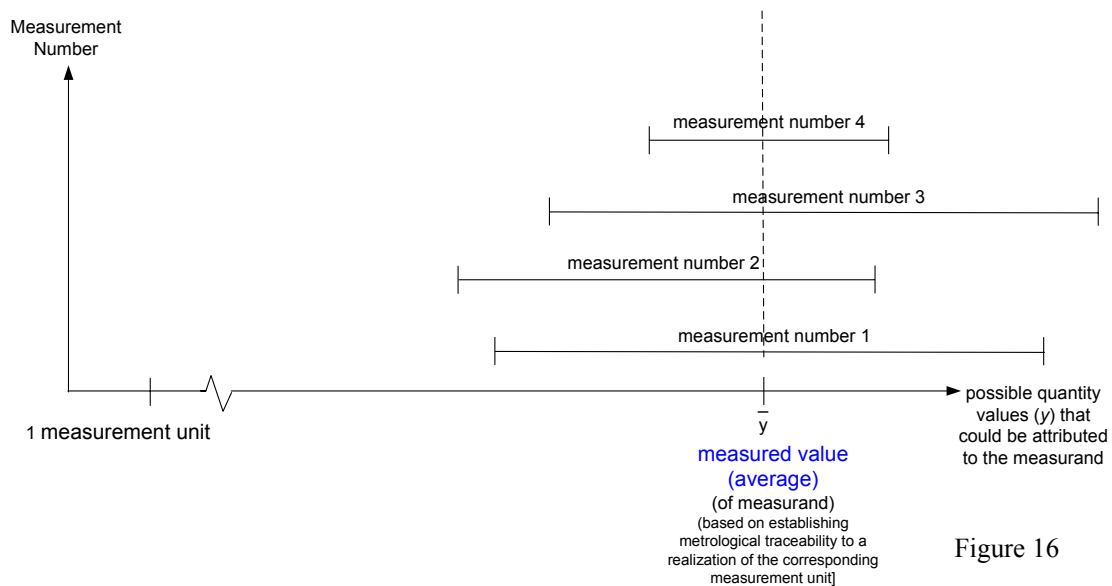 Measurement
Number
measurement number 4
measurement number 3
measurement number 2
measurement number 1
1 measurement unit
y
possible quantity
values (y) that
could be attributed
to the measurand
measured value
(average)
(of measurand)
(based on establishing
metrological traceability to a
realization of the corresponding
measurement unit]
Figure 16